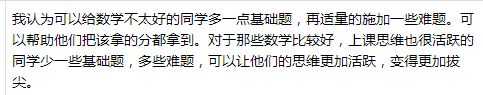 我认为可以给数学不太好的同学多一点基础题，再适量的施加一些难题。可
以帮助他们把该拿的分都拿到。对于那些数学比较好，上课思维也很活跃的
同学少一些基础题，多些难题，可以让他们的思维更加活跃，变得更加拔
尖。